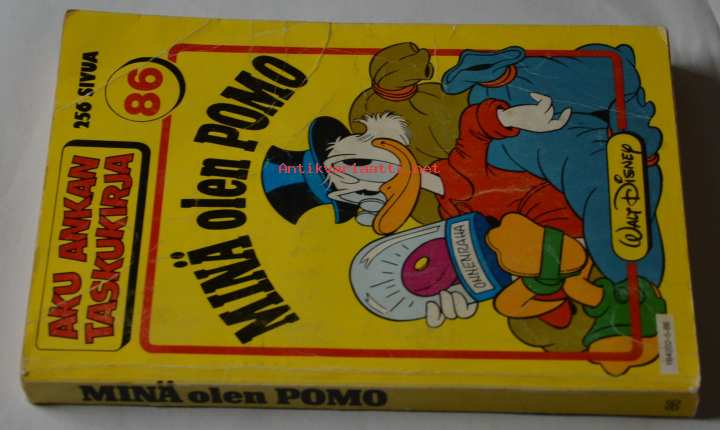 256 SIVUA
86
AKU ANKAN
TASKUKIRJA
MINÄ olen POMO
ONNENRAHA
WALT DISNEY
Antikvariaatti.net
MINÄ olen POMO
86